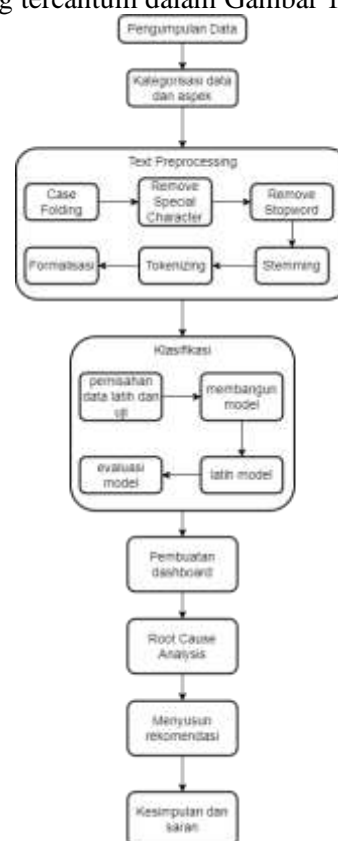 g tercantum dalam Gambar 1
Pengumpulan Data
Kategorisasi data
dan aspek
Text Preprocessing
Case
Folding
Remove
Special
Character
Remove
Stopword
Formalisasi
Tokenizing
Stemming
Klasifikasi
pemisahan
data latih dan
uji
membangun
model
evaluasi
model
latih model
Pembuatan
dashboard
Root Cause
Analysis
Menyusun
rekomendasi
Kesimpulan dan
saran